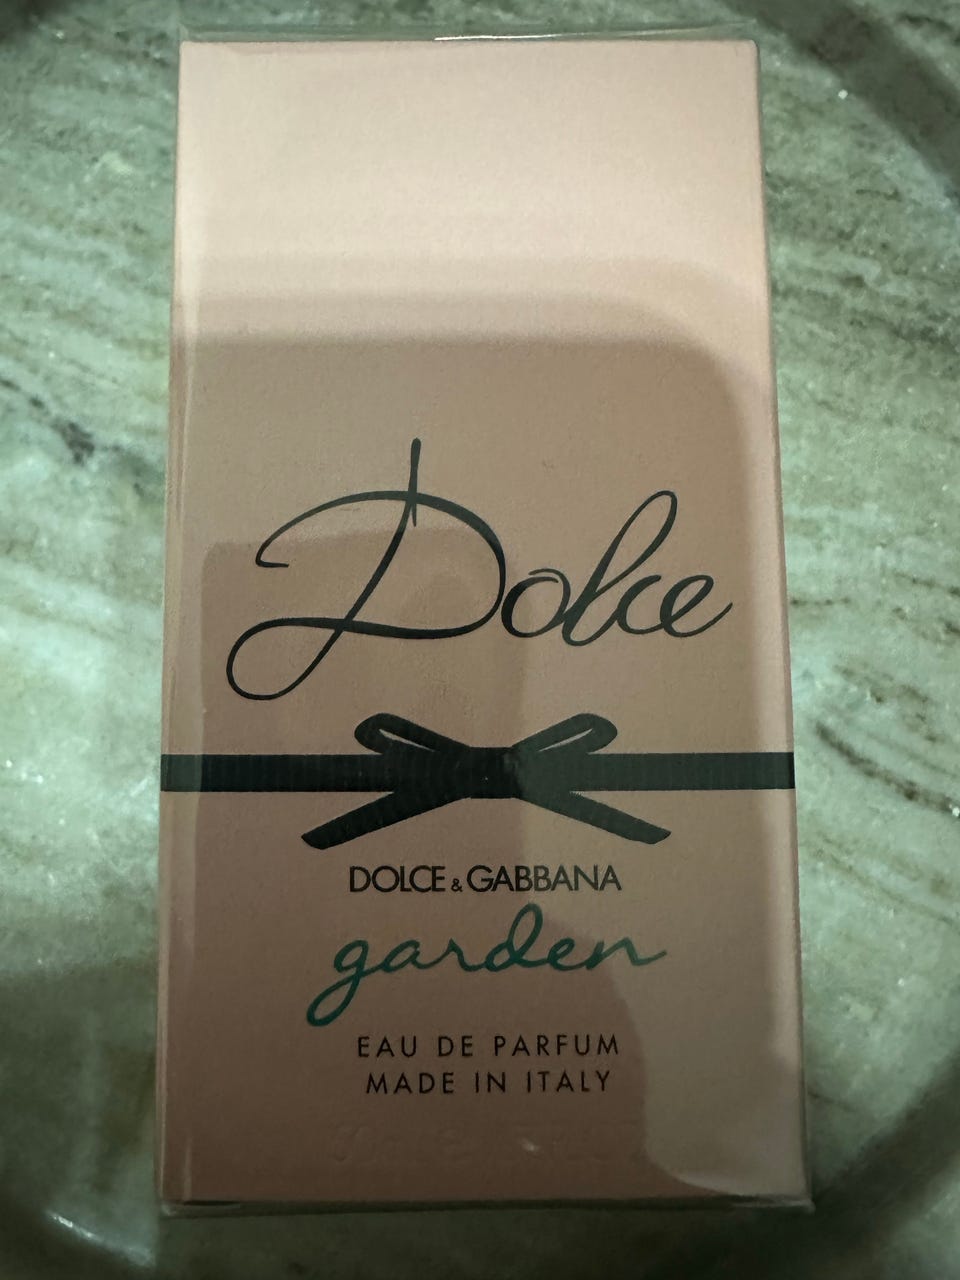 Dolce
DOLCE & GABBANA
garden
EAU DE PARFUM
MADE IN ITALY